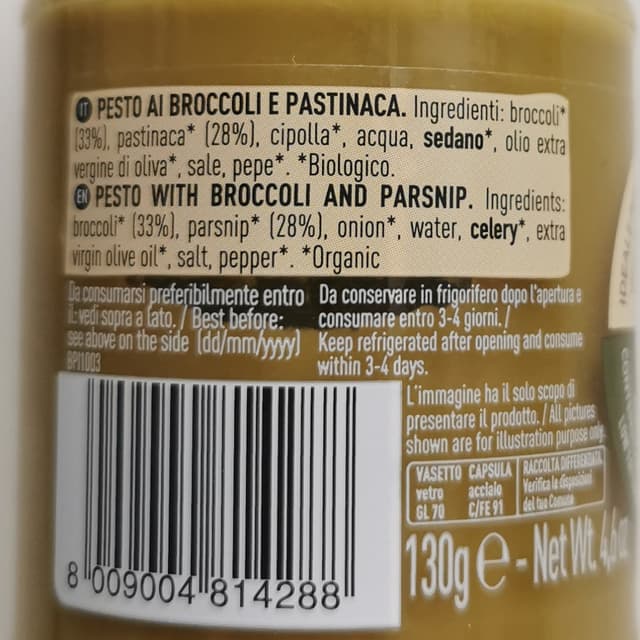 IT PESTO AI BROCCOLI E PASTINACA. Ingredienti: broccoli*
(33%), pastinaca* (28%), cipolla*, acqua, sedano*, olio extra
vergine di oliva*, sale, pepe*. *Biologico.
EN PESTO WITH BROCCOLI AND PARSNIP. Ingredients:
broccoli* (33%), parsnip* (28%), onion*, water, celery*, extra
virgin olive oil*, salt, pepper*. *Organic
Da consumarsi preferibilmente entro
il: vedi sopra a lato. / Best before:
see above on the side (dd/mm/yyyy)
BPI1003
Da conservare in frigorifero dopo l'apertura e
consumare entro 3-4 giorni. /
Keep refrigerated after opening and consume
within 3-4 days.
L'immagine ha il solo scopo di
presentare il prodotto. / All pictures
shown are for illustration purpose only.
VASETTO CAPSULA
vetro acciaio
GL 70 C/FE 91
RACCOLTA DIFFERENZIATA
Verifica le disposizioni
del tuo Comune
130g e - Net Wt. 4,6 oz
8 009004 814288